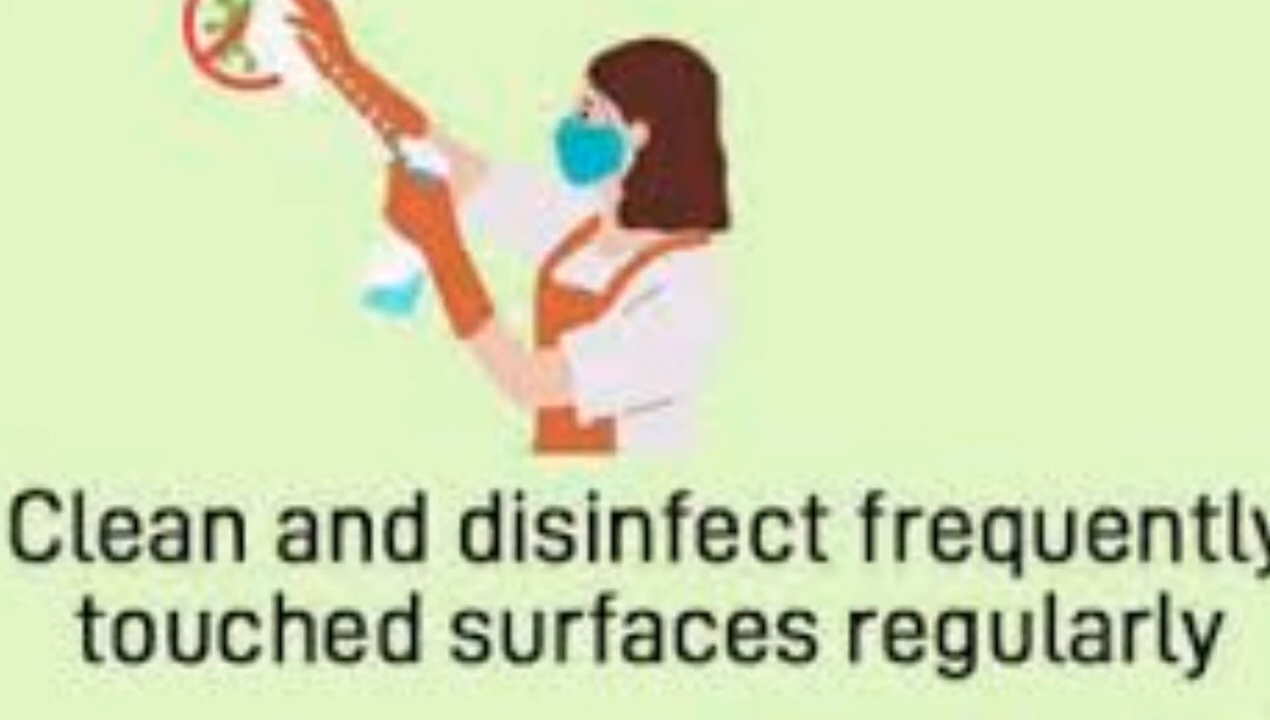 Clean and disinfect frequently
touched surfaces regularly